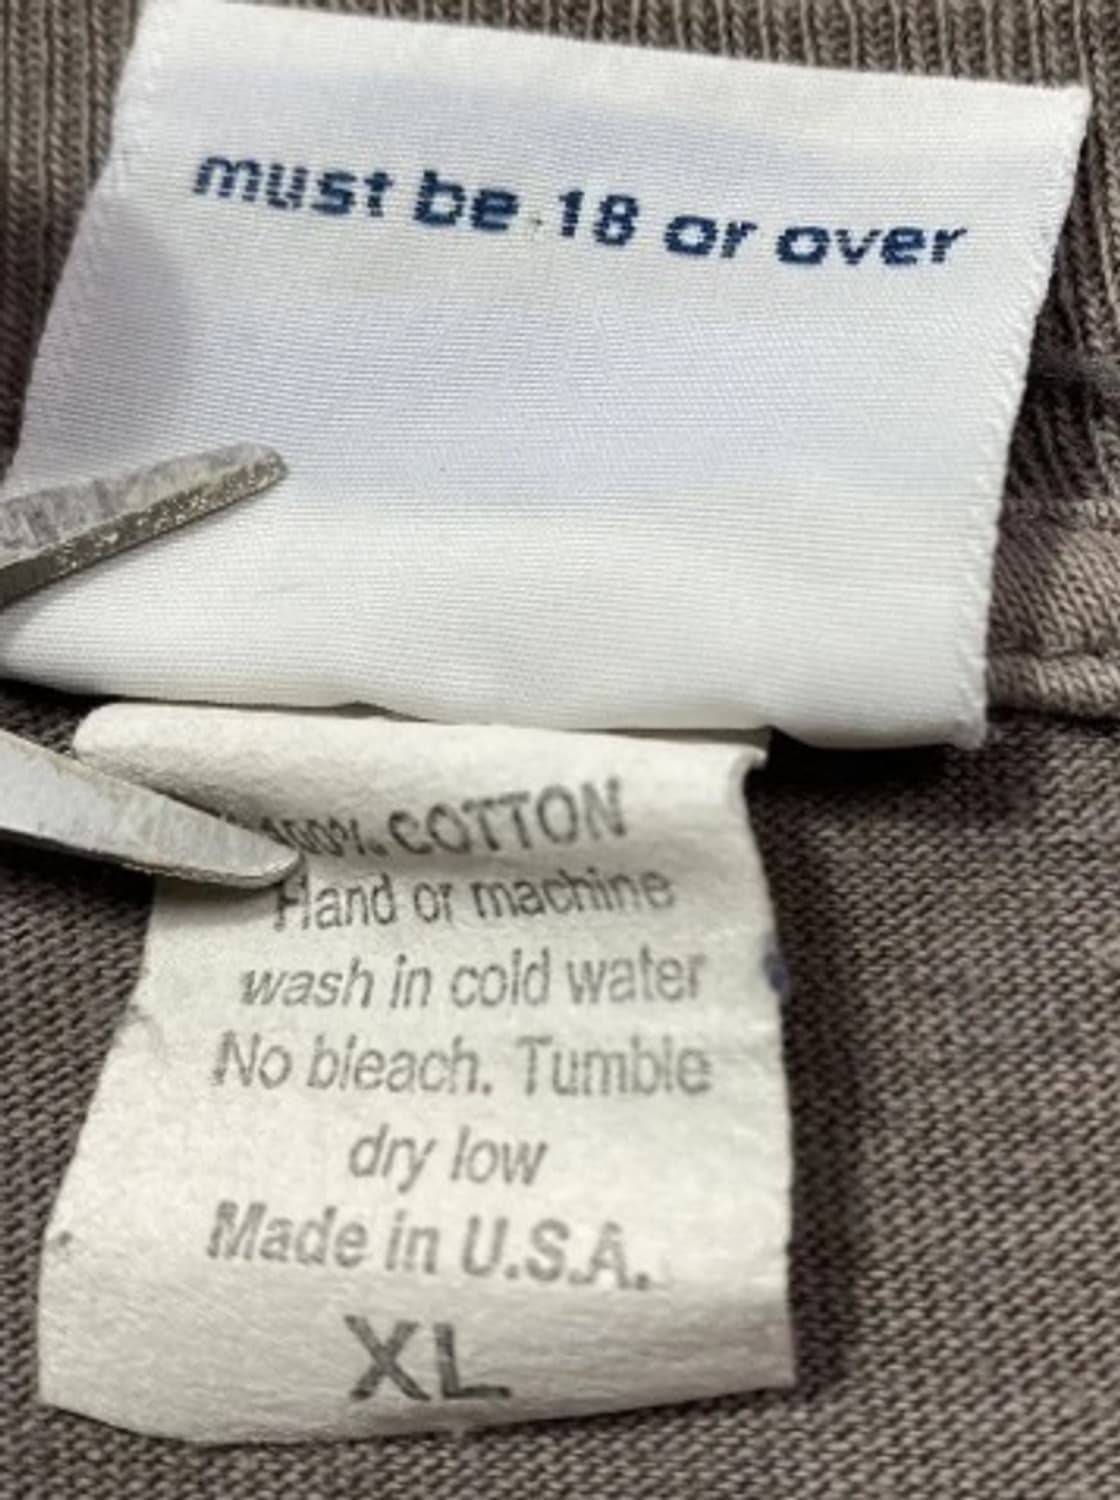 must be 18 or over
100% COTTON
Hand or machine
wash in cold water
No bleach. Tumble
dry low
Made in U.S.A.
XL